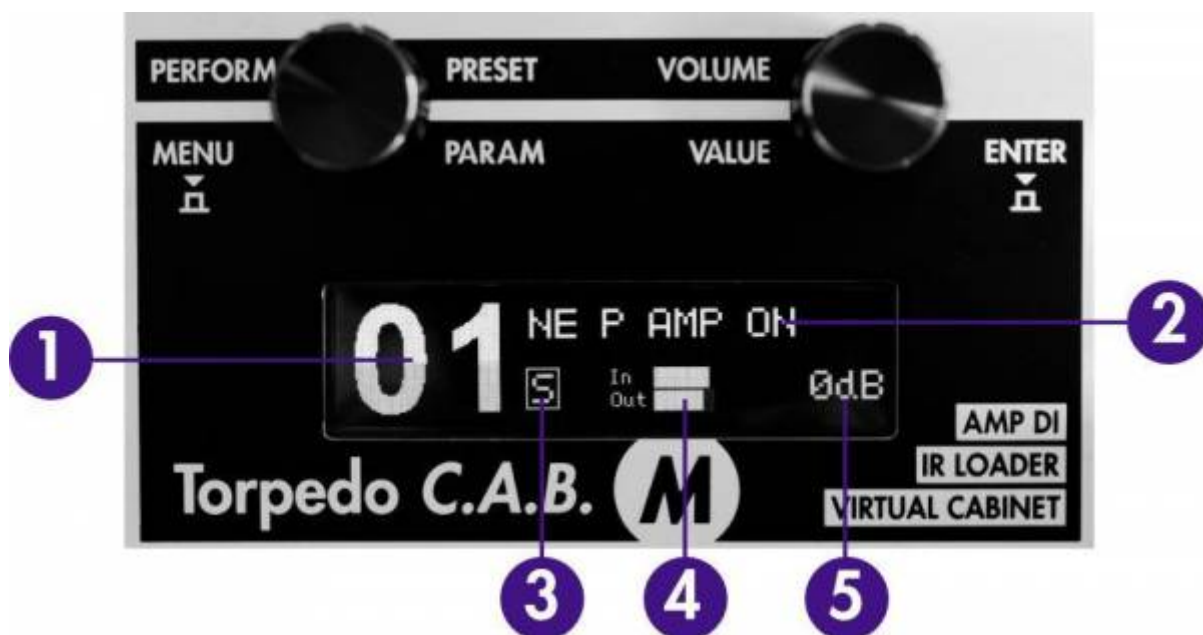 PERFORM PRESET VOLUME
MENU PARAM VALUE ENTER
01 NE P AMP ON
S In 0dB
Out
1
2
AMP DI
IR LOADER
VIRTUAL CABINET
Torpedo C.A.B. M
3 4 5